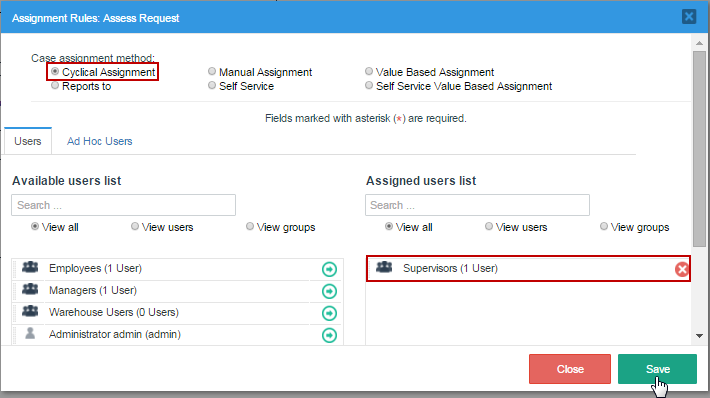 Assignment Rules: Assess Request
Case assignment method:
Cyclical Assignment Manual Assignment Value Based Assignment
Reports to Self Service Self Service Value Based Assignment
Fields marked with asterisk (*) are required.
Users Ad Hoc Users
Available users list
Search ...
View all View users View groups
Employees (1 User)
Managers (1 User)
Warehouse Users (0 Users)
Administrator admin (admin)
Assigned users list
Search ...
View all View users View groups
Supervisors (1 User)
Close Save